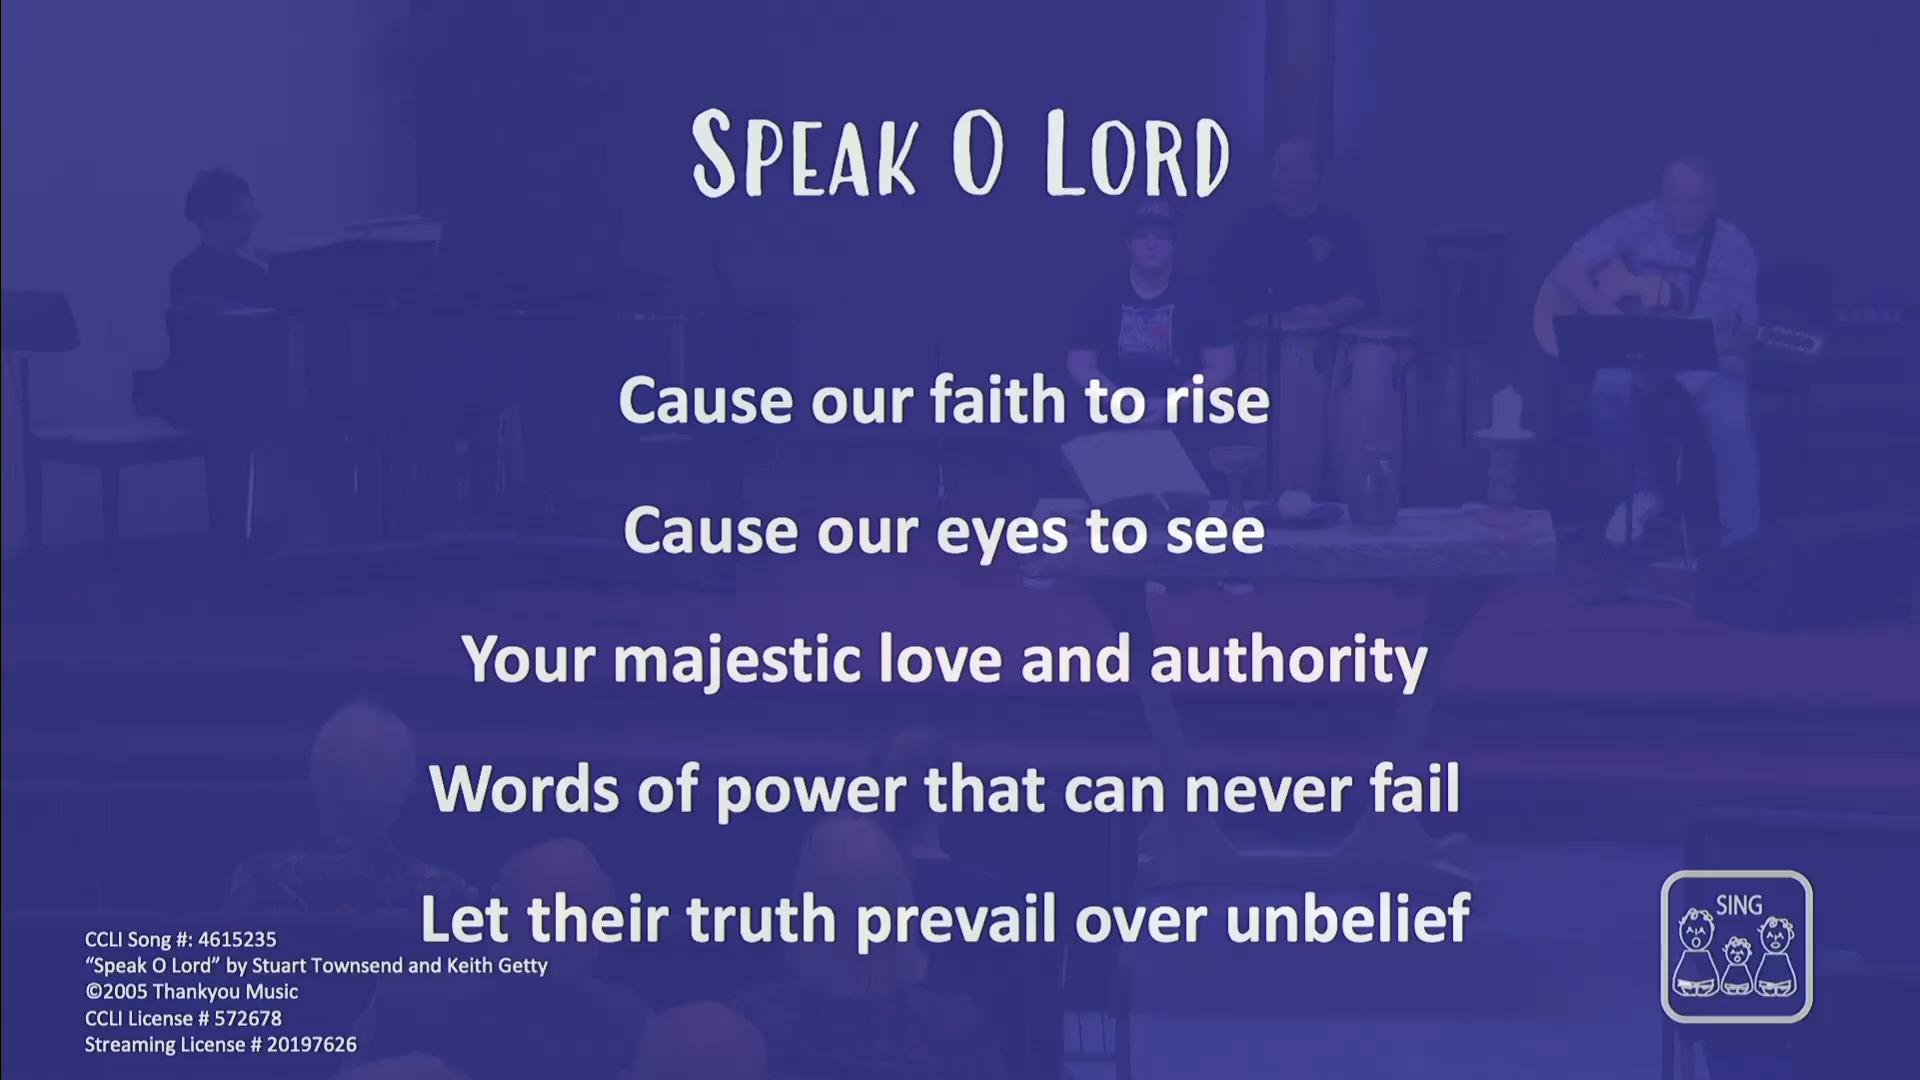 SPEAK O LORD
Cause our faith to rise
Cause our eyes to see
Your majestic love and authority
Words of power that can never fail
Let their truth prevail over unbelief
CCLI Song #: 4615235
“Speak O Lord” by Stuart Townsend and Keith Getty
©2005 Thankyou Music
CCLI License # 572678
Streaming License # 20197626
SING